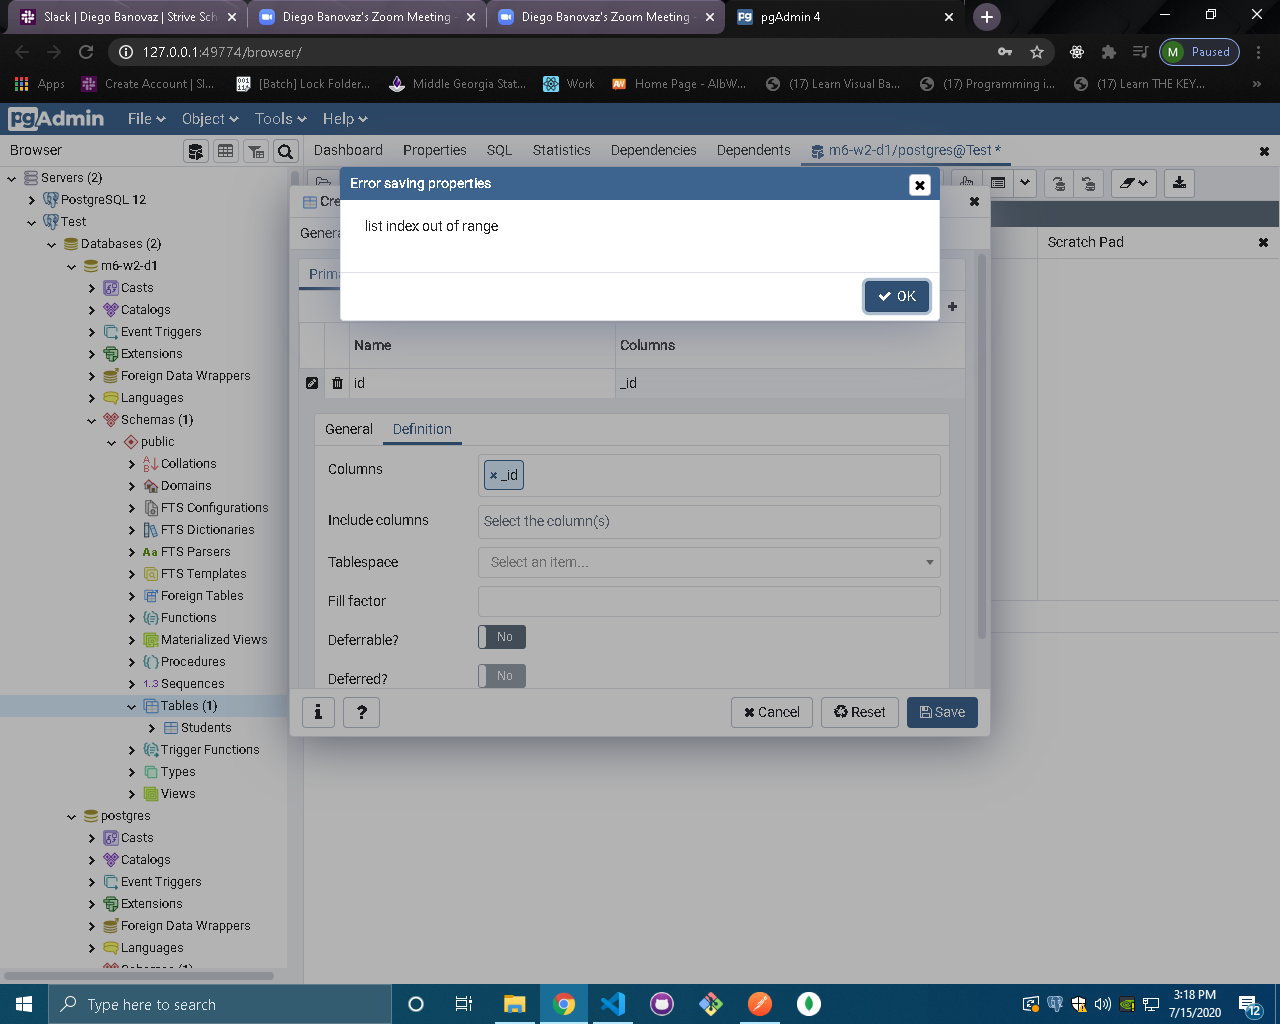 Slack | Diego Banovaz | Strive Sch
Diego Banovaz's Zoom Meeting -
Diego Banovaz's Zoom Meeting -
pgAdmin 4
127.0.0.1:49774/browser/
M Paused
Apps
Create Account | Sl...
[Batch] Lock Folder...
Middle Georgia Stat...
Work
Home Page - AlbW...
(17) Learn Visual Ba...
(17) Programming i...
(17) Learn THE KEY...
»
pgAdmin File Object Tools Help
Browser
Dashboard Properties SQL Statistics Dependencies Dependents m6-w2-d1/postgres@Test *
Servers (2)
PostgreSQL 12
Test
Databases (2)
m6-w2-d1
Casts
Catalogs
Event Triggers
Extensions
Foreign Data Wrappers
Languages
Schemas (1)
public
Collations
Domains
FTS Configurations
FTS Dictionaries
Aa FTS Parsers
FTS Templates
Foreign Tables
Functions
Materialized Views
Procedures
1..3 Sequences
Tables (1)
Students
Trigger Functions
Types
Views
postgres
Casts
Catalogs
Event Triggers
Extensions
Foreign Data Wrappers
Languages
Error saving properties
list index out of range
OK
Cre
Genera
Prima
Scratch Pad
Name Columns
id _id
General Definition
Columns _id
Include columns Select the column(s)
Tablespace Select an item...
Fill factor
Deferrable? No
Deferred? No
i ? Cancel Reset Save
Type here to search
3:18 PM
7/15/2020
12